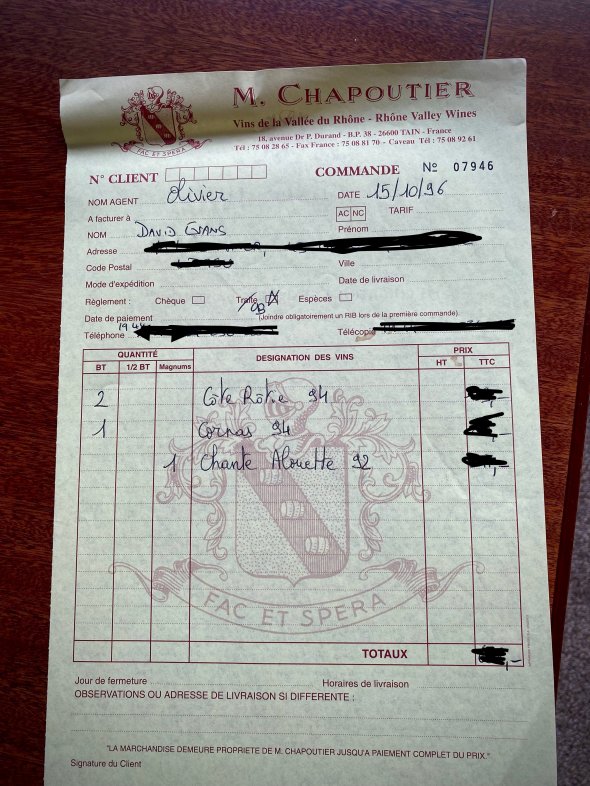 M. CHAPOUTIER
Vins de la Vallée du Rhône - Rhône Valley Wines
18, avenue Dr P. Durand - B.P. 38 - 26600 TAIN - France
Tél : 75 08 28 65 - Fax France : 75 08 81 70 - Caveau Tél : 75 08 92 61
FAC ET SPERA
N° CLIENT COMMANDE N° 07946
NOM AGENT Olivier DATE 15/10/96
A facturer à AC NC TARIF
NOM DAVID EVANS Prénom
Adresse
Code Postal Ville
Mode d'expédition Date de livraison
Règlement : Chèque Traite Espèces
Date de paiement (Joindre obligatoirement un RIB lors de la première commande).
Téléphone Télécopie
QUANTITÉ DESIGNATION DES VINS PRIX
BT 1/2 BT Magnums HT TTC
2 Côte Rôtie 94
1 Cornas 94
1 Chante Alouette 92
FAC ET SPERA
TOTAUX
Jour de fermeture Horaires de livraison
OBSERVATIONS OU ADRESSE DE LIVRAISON SI DIFFERENTE :
"LA MARCHANDISE DEMEURE PROPRIETE DE M. CHAPOUTIER JUSQU'A PAIEMENT COMPLET DU PRIX."
Signature du Client